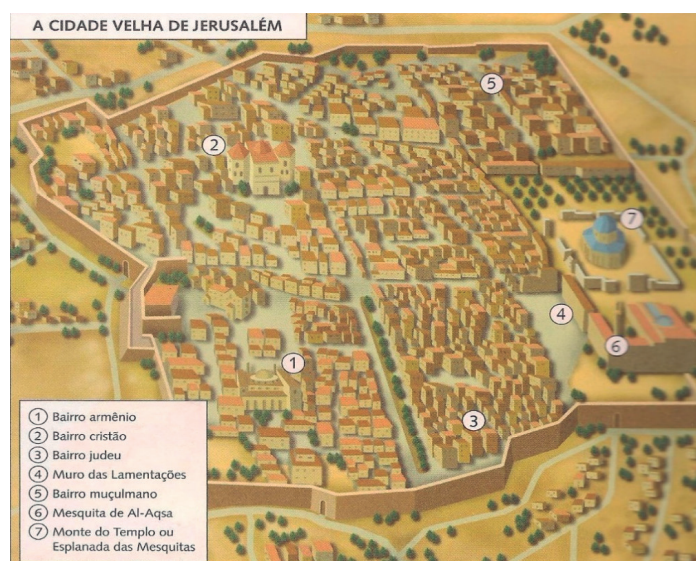 A CIDADE VELHA DE JERUSALÉM
5
2
7
4
6
1
3
1 Bairro armênio
2 Bairro cristão
3 Bairro judeu
4 Muro das Lamentações
5 Bairro muçulmano
6 Mesquita de Al-Aqsa
7 Monte do Templo ou
Esplanada das Mesquitas